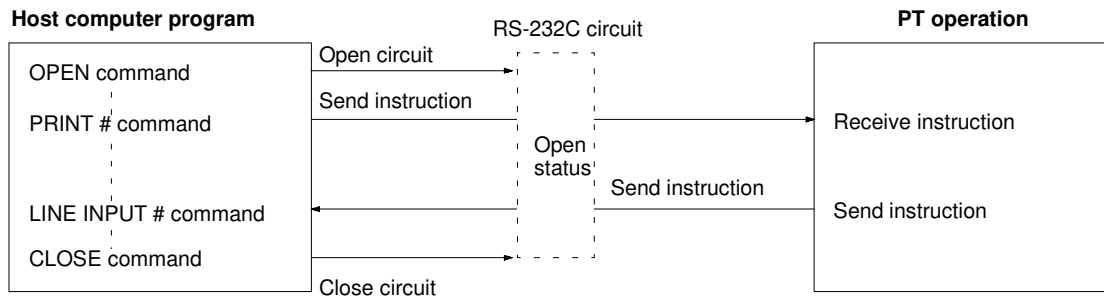 Host computer program
RS-232C circuit
PT operation
OPEN command
Open circuit
Send instruction
PRINT # command
Receive instruction
Open
status
Send instruction
LINE INPUT # command
Send instruction
CLOSE command
Close circuit